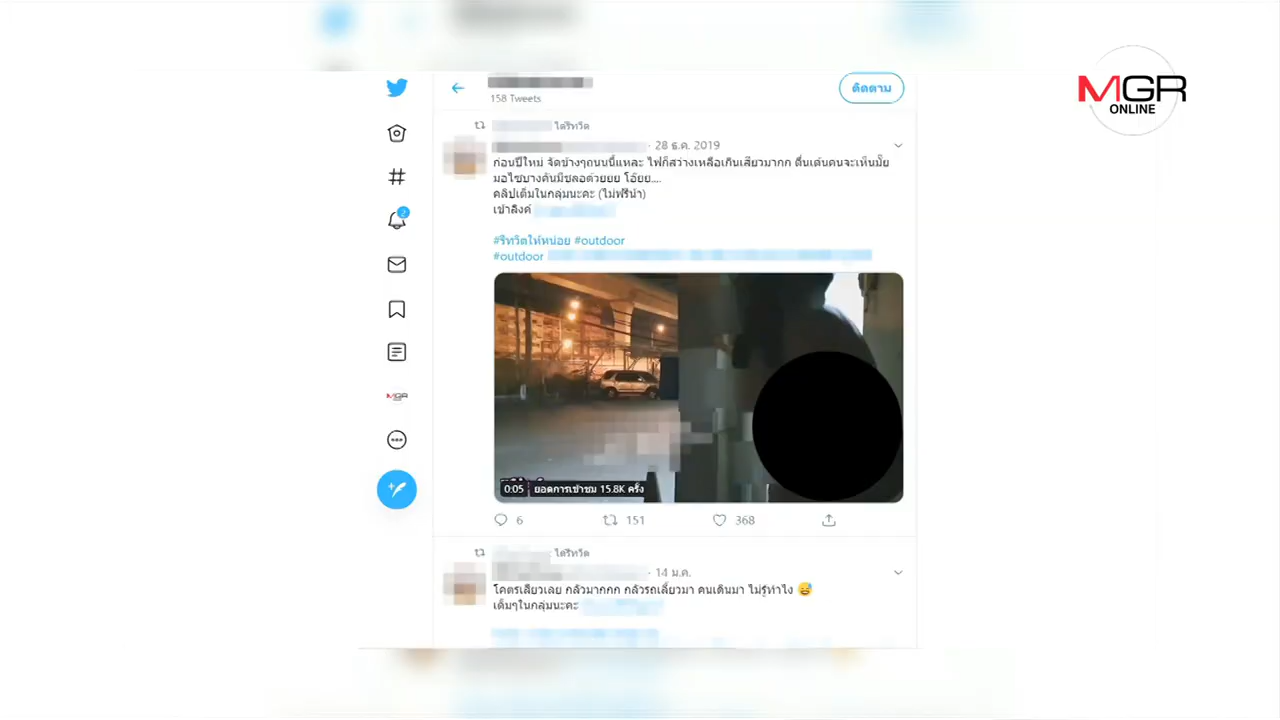 MGR
ONLINE
158 Tweets
ติดตาม
ได้รีทวีต
· 28 ธ.ค. 2019
ก่อนปีใหม่ จัดข้างๆถนนนี้แหละ ไฟก็สว่างเหลือเกินเสียวมากก ตื่นเต้นคนจะเห็นมั้ย
มอไซบางคันมีชลอด้วยยย โอ้ยย....
คลิปเต็มในกลุ่มนะคะ (ไม่ฟรีน้า)
เข้าลิงค์
#รีทวิตให้หน่อย #outdoor
#outdoor
0:05 ยอดการเข้าชม 15.8K ครั้ง
6 151 368
2
MGR
ได้รีทวีต
· 14 ม.ค.
โคตรเสียวเลย กลัวมากกก กลัวรถเลี้ยวมา คนเดินมา ไม่รู้ทำไง 😅
เต็มๆในกลุ่มนะคะ